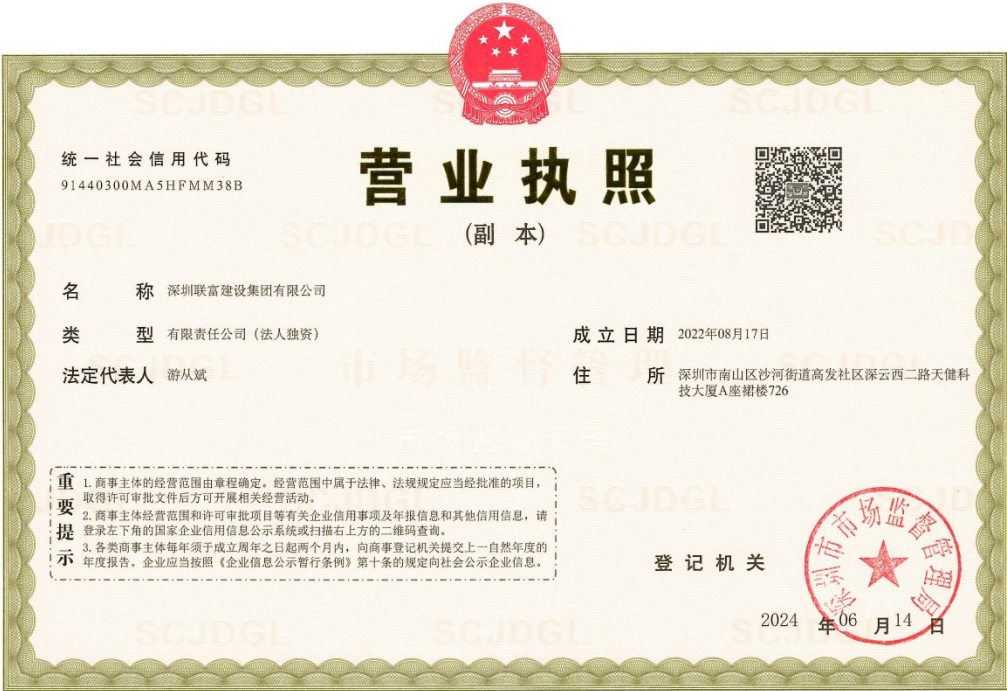 统一社会信用代码
91440300MA5HFMM38B
营业执照
(副 本)
名 称 深圳联富建设集团有限公司
类 型 有限责任公司（法人独资）
法定代表人 游从斌
成立日期 2022年08月17日
住 所 深圳市南山区沙河街道高发社区深云西二路天健科
技大厦A座裙楼726
重要提示
1. 商事主体的经营范围由章程确定。经营范围中属于法律、法规规定应当经批准的项目，
取得许可审批文件后方可开展相关经营活动。
2. 商事主体经营范围和许可审批项目等有关企业信用事项及年报信息和其他信用信息，请
登录左下角的国家企业信用信息公示系统或扫描右上方的二维码查询。
3. 各类商事主体每年须于成立周年之日起两个月内，向商事登记机关提交上一自然年度的
年度报告。企业应当按照《企业信息公示暂行条例》第十条的规定向社会公示企业信息。
登记机关
深圳市市场监督管理局
2024 年 06 月 14 日
SCJDGL
SCJDGL
SCJDGL
SCJDGL
SCJDGL
SCJDGL
市场监督管理
SCJDGL
SCJDGL
SCJDGL